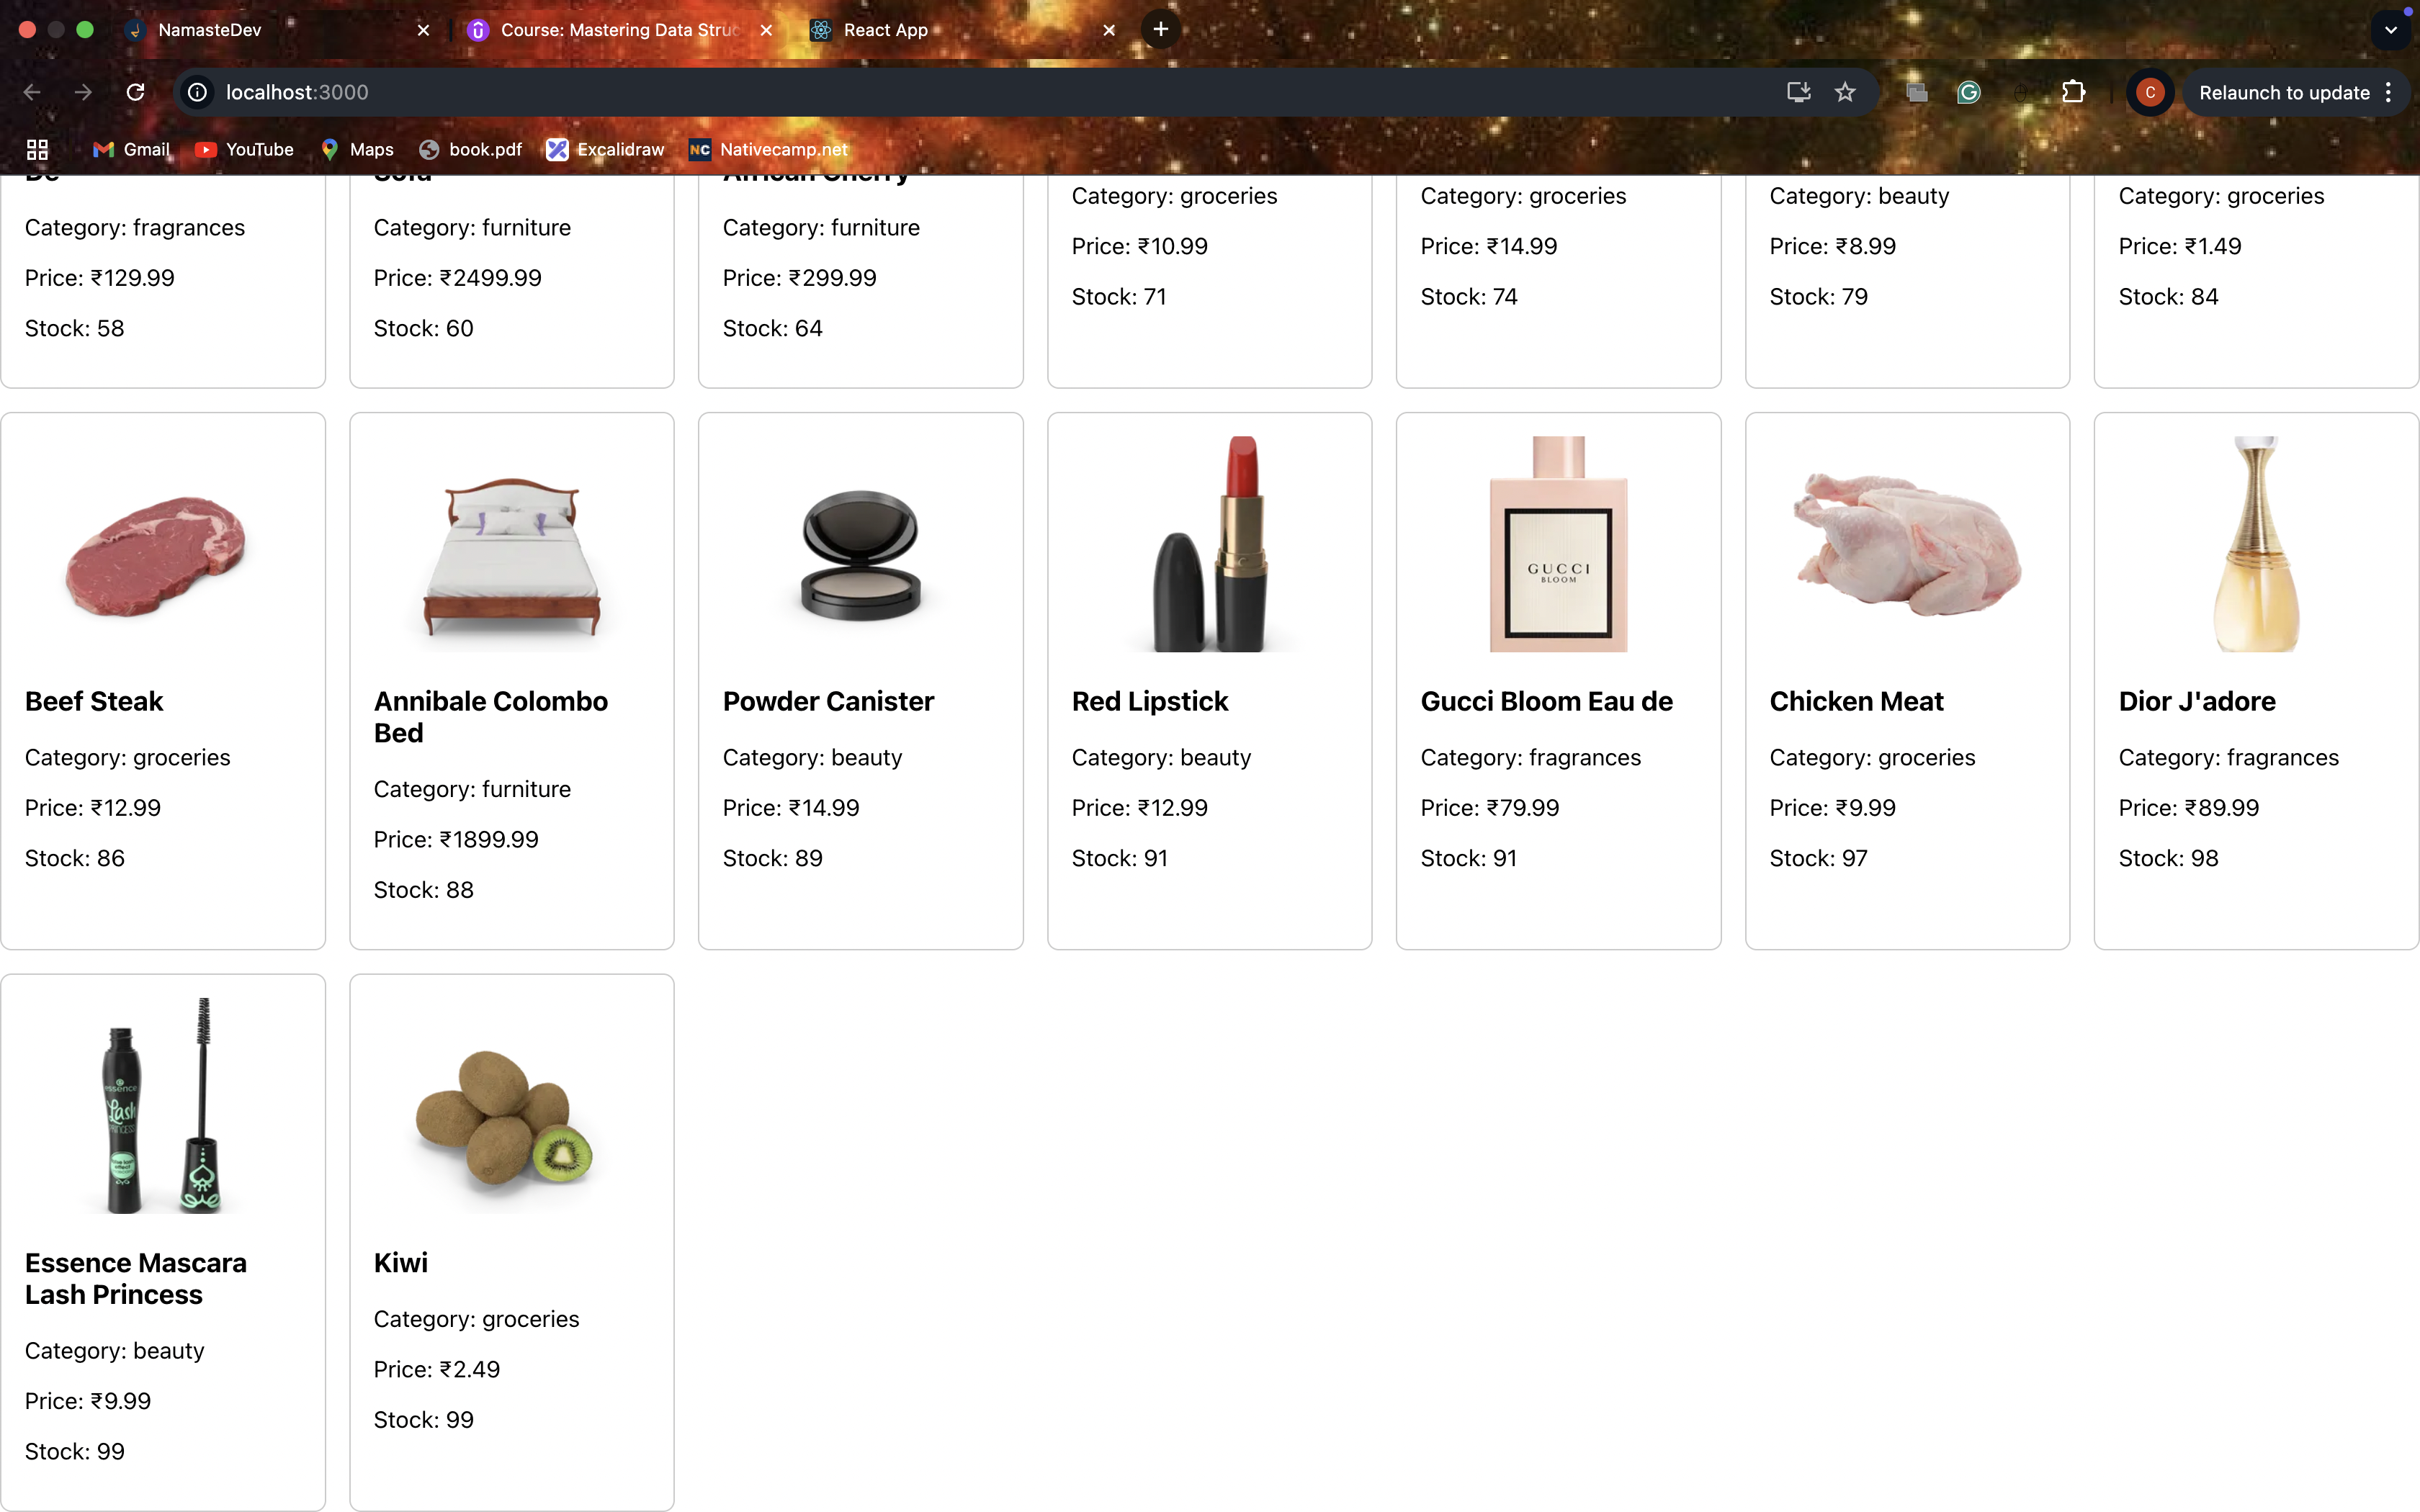 NamasteDev
Course: Mastering Data Struc
React App
localhost:3000
C
Relaunch to update
Gmail
YouTube
Maps
book.pdf
Excalidraw
NC Nativecamp.net
De
Sofa
African Cherry
Category: fragrances
Price: ₹129.99
Stock: 58
Category: furniture
Price: ₹2499.99
Stock: 60
Category: furniture
Price: ₹299.99
Stock: 64
Category: groceries
Price: ₹10.99
Stock: 71
Category: groceries
Price: ₹14.99
Stock: 74
Category: beauty
Price: ₹8.99
Stock: 79
Category: groceries
Price: ₹1.49
Stock: 84
Beef Steak
Category: groceries
Price: ₹12.99
Stock: 86
Annibale Colombo
Bed
Category: furniture
Price: ₹1899.99
Stock: 88
Powder Canister
Category: beauty
Price: ₹14.99
Stock: 89
Red Lipstick
Category: beauty
Price: ₹12.99
Stock: 91
GUCCI
BLOOM
Gucci Bloom Eau de
Category: fragrances
Price: ₹79.99
Stock: 91
Chicken Meat
Category: groceries
Price: ₹9.99
Stock: 97
Dior J'adore
Category: fragrances
Price: ₹89.99
Stock: 98
essence
Lash
PRINCESS
Essence Mascara
Lash Princess
Category: beauty
Price: ₹9.99
Stock: 99
Kiwi
Category: groceries
Price: ₹2.49
Stock: 99